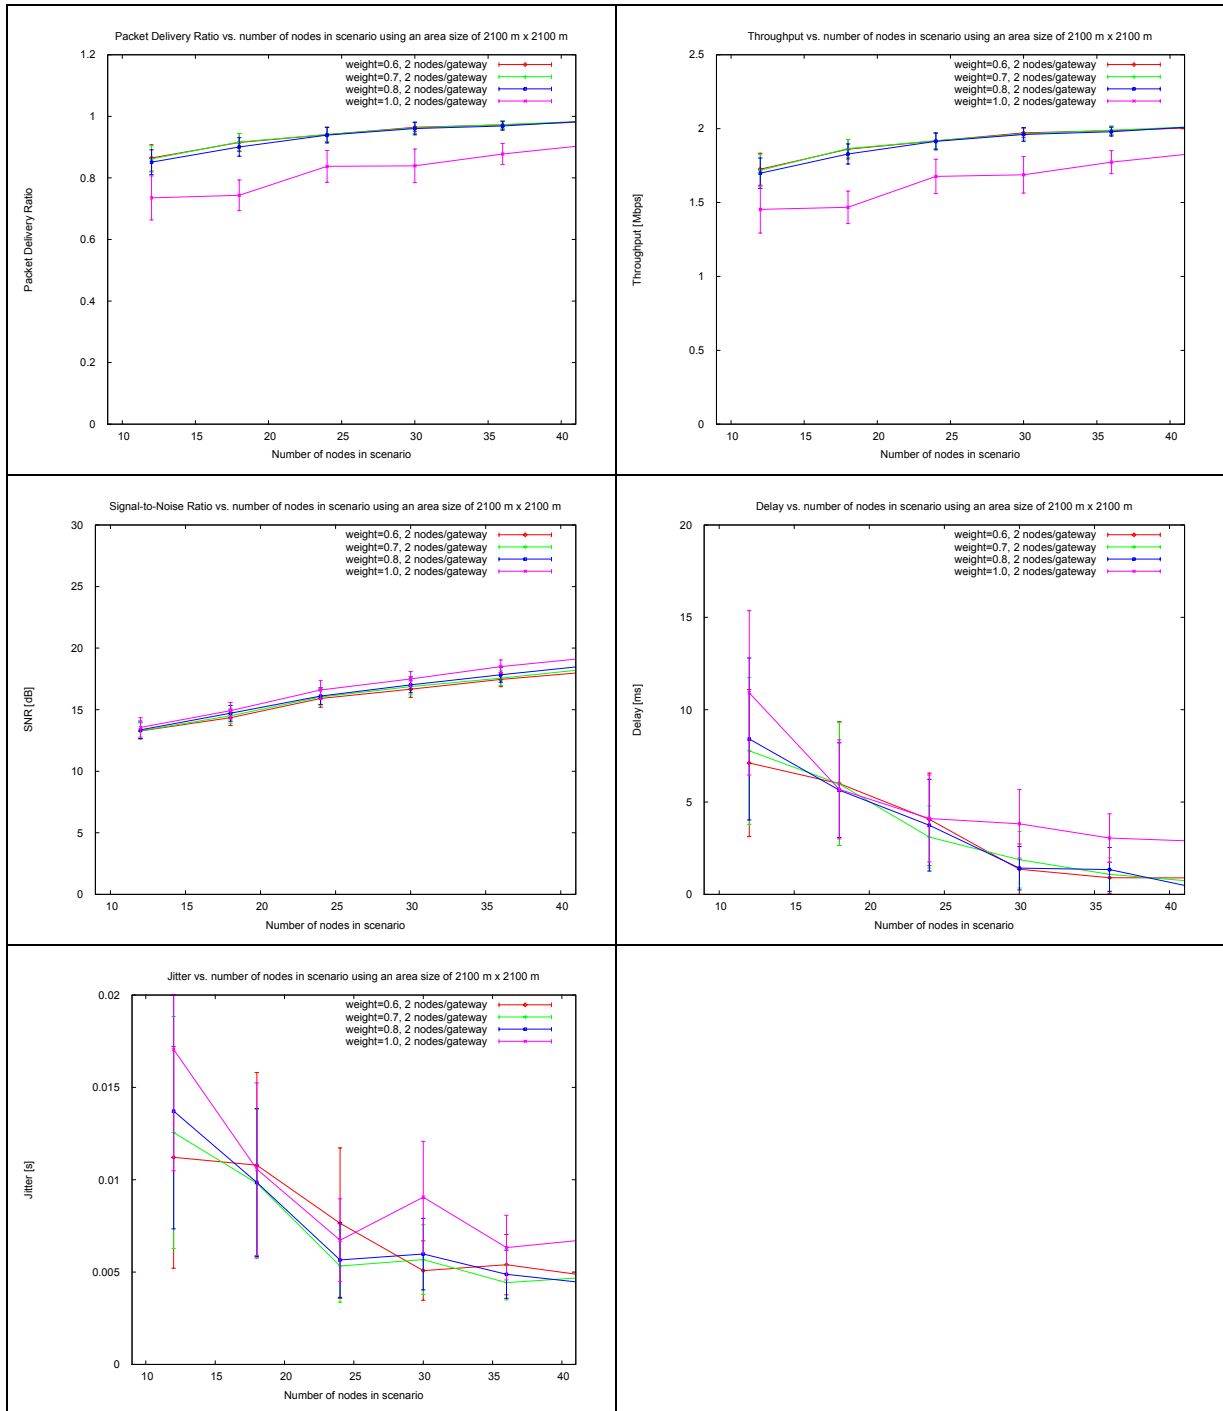 Packet Delivery Ratio vs. number of nodes in scenario using an area size of 2100 m x 2100 m
1.2
1
0.8
0.6
0.4
0.2
0
10 15 20 25 30 35 40
Packet Delivery Ratio
Number of nodes in scenario
weight=0.6, 2 nodes/gateway
weight=0.7, 2 nodes/gateway
weight=0.8, 2 nodes/gateway
weight=1.0, 2 nodes/gateway
Throughput vs. number of nodes in scenario using an area size of 2100 m x 2100 m
2.5
2
1.5
1
0.5
0
10 15 20 25 30 35 40
Throughput [Mbps]
Number of nodes in scenario
weight=0.6, 2 nodes/gateway
weight=0.7, 2 nodes/gateway
weight=0.8, 2 nodes/gateway
weight=1.0, 2 nodes/gateway
Signal-to-Noise Ratio vs. number of nodes in scenario using an area size of 2100 m x 2100 m
30
25
20
15
10
5
0
10 15 20 25 30 35 40
SNR [dB]
Number of nodes in scenario
weight=0.6, 2 nodes/gateway
weight=0.7, 2 nodes/gateway
weight=0.8, 2 nodes/gateway
weight=1.0, 2 nodes/gateway
Delay vs. number of nodes in scenario using an area size of 2100 m x 2100 m
20
15
10
5
0
10 15 20 25 30 35 40
Delay [ms]
Number of nodes in scenario
weight=0.6, 2 nodes/gateway
weight=0.7, 2 nodes/gateway
weight=0.8, 2 nodes/gateway
weight=1.0, 2 nodes/gateway
Jitter vs. number of nodes in scenario using an area size of 2100 m x 2100 m
0.02
0.015
0.01
0.005
0
10 15 20 25 30 35 40
Jitter [s]
Number of nodes in scenario
weight=0.6, 2 nodes/gateway
weight=0.7, 2 nodes/gateway
weight=0.8, 2 nodes/gateway
weight=1.0, 2 nodes/gateway